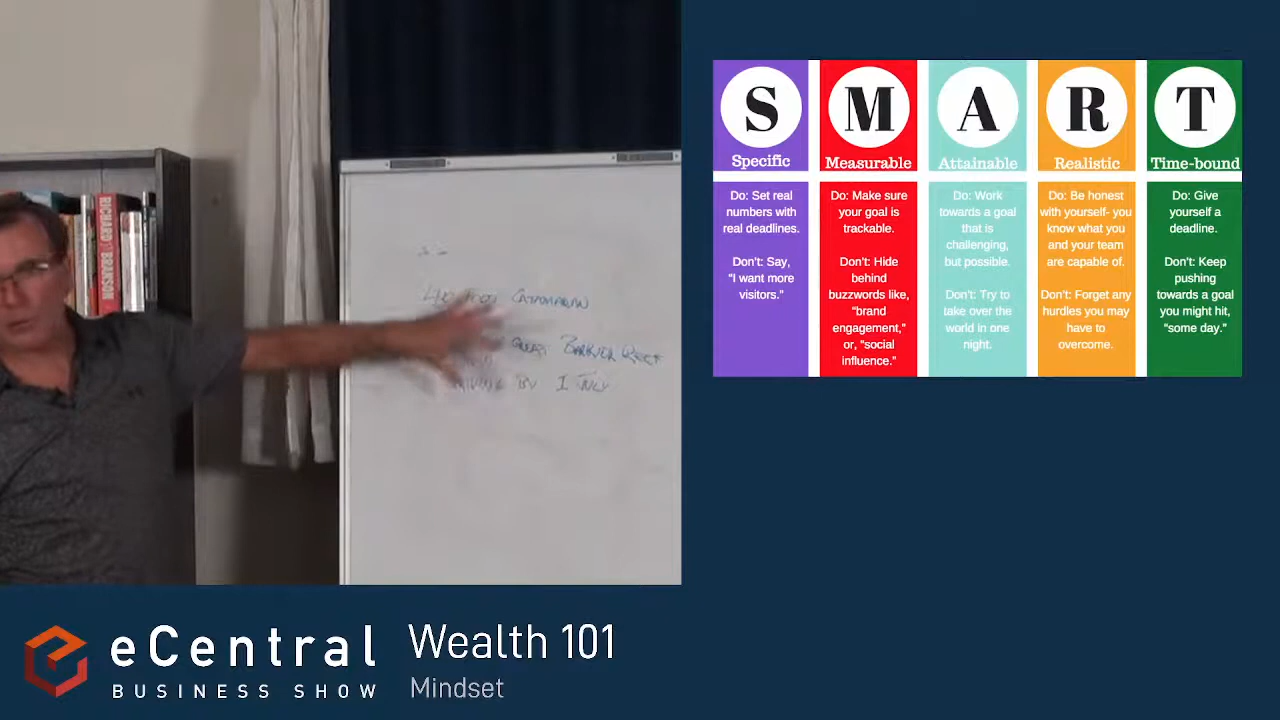 RICHARD BRANSON
CATAMARAN
BARRIER REEF
BY I
S
Specific
Do: Set real
numbers with
real deadlines.
Don't: Say,
“I want more
visitors.”
M
Measurable
Do: Make sure
your goal is
trackable.
Don't: Hide
behind
buzzwords like,
“brand
engagement,”
or, “social
influence.”
A
Attainable
Do: Work
towards a goal
that is
challenging,
but possible.
Don't: Try to
take over the
world in one
night.
R
Realistic
Do: Be honest
with yourself- you
know what you
and your team
are capable of.
Don't: Forget any
hurdles you may
have to
overcome.
T
Time-bound
Do: Give
yourself a
deadline.
Don't: Keep
pushing
towards a goal
you might hit,
“some day.”
eCentral
BUSINESS SHOW
Wealth 101
Mindset